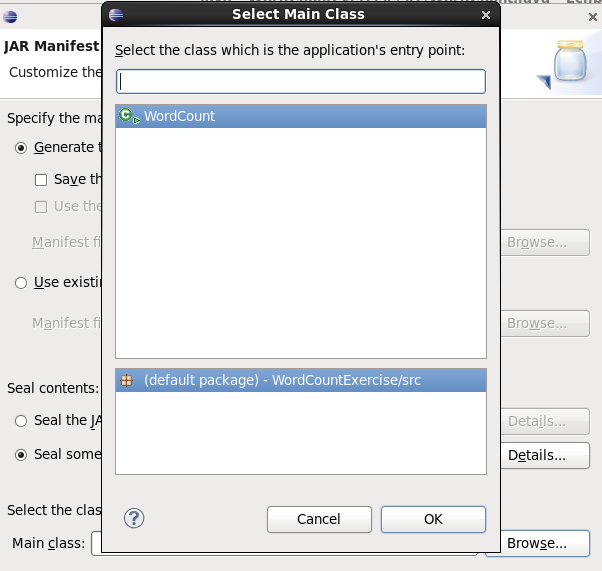 Select Main Class
JAR Manifest
Customize the
Select the class which is the application's entry point:
Specify the ma
WordCount
Generate t
Save th
Use the
Manifest fi
Browse...
Use existin
Manifest fi
Browse...
(default package) - WordCountExercise/src
Seal contents:
Seal the JA
Details...
Seal some
Details...
Select the clas
Cancel
OK
Main class:
Browse...